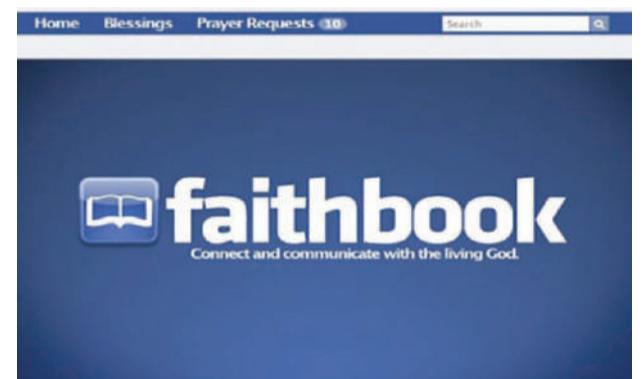 Home Blessings Prayer Requests 10 Search
faithbook
Connect and communicate with the living God.